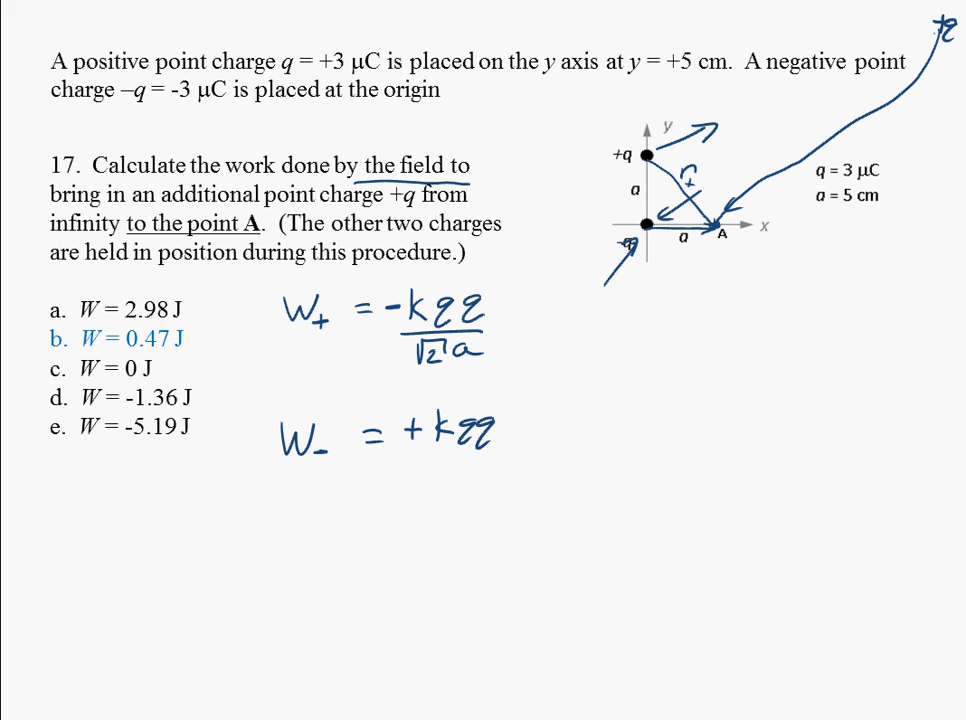 +q
A positive point charge q = +3 μC is placed on the y axis at y = +5 cm. A negative point
charge –q = -3 μC is placed at the origin
17. Calculate the work done by the field to
bring in an additional point charge +q from
infinity to the point A. (The other two charges
are held in position during this procedure.)
y
+q
r+
a
-q
a
A
x
q = 3 μC
a = 5 cm
a. W = 2.98 J
b. W = 0.47 J
c. W = 0 J
d. W = -1.36 J
e. W = -5.19 J
W+ = -kqq
√2 a
W- = +kqq